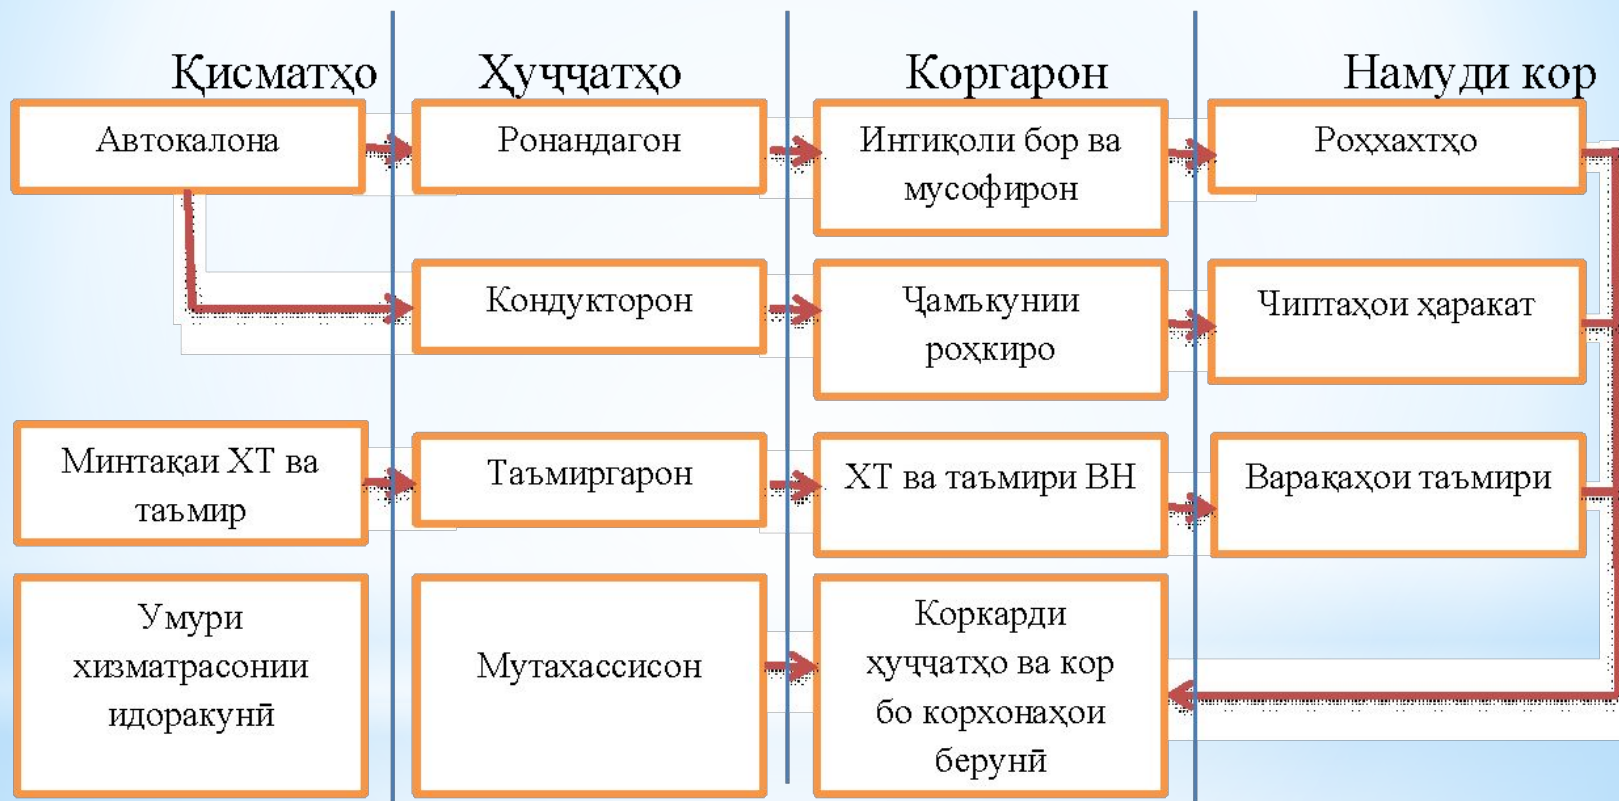 Қисматҳо
Ҳуҷҷатҳо
Коргарон
Намуди кор
Автокалона
Ронандагон
Интиқоли бор ва
мусофирон
Роҳхахтҳо
Кондукторон
Ҷамъкунии
роҳкиро
Чиптаҳои ҳаракат
Минтақаи ХТ ва
таъмир
Таъмиргарон
ХТ ва таъмири ВН
Варақаҳои таъмири
Умури
хизматрасонии
идоракунӣ
Мутахассисон
Коркарди
ҳуҷҷатҳо ва кор
бо корхонаҳои
берунӣ